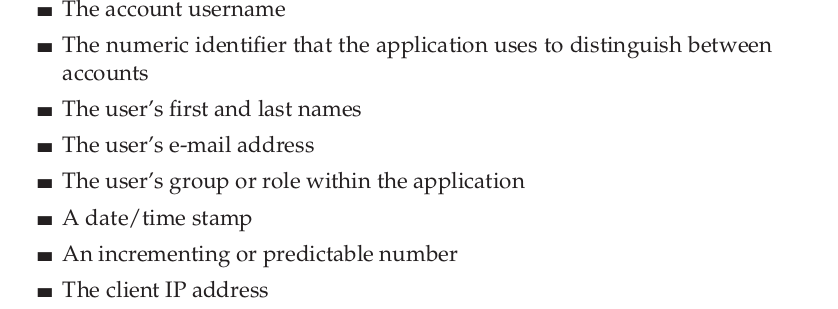 ■ The account username
■ The numeric identifier that the application uses to distinguish between
accounts
■ The user's first and last names
■ The user's e-mail address
■ The user's group or role within the application
■ A date/time stamp
■ An incrementing or predictable number
■ The client IP address